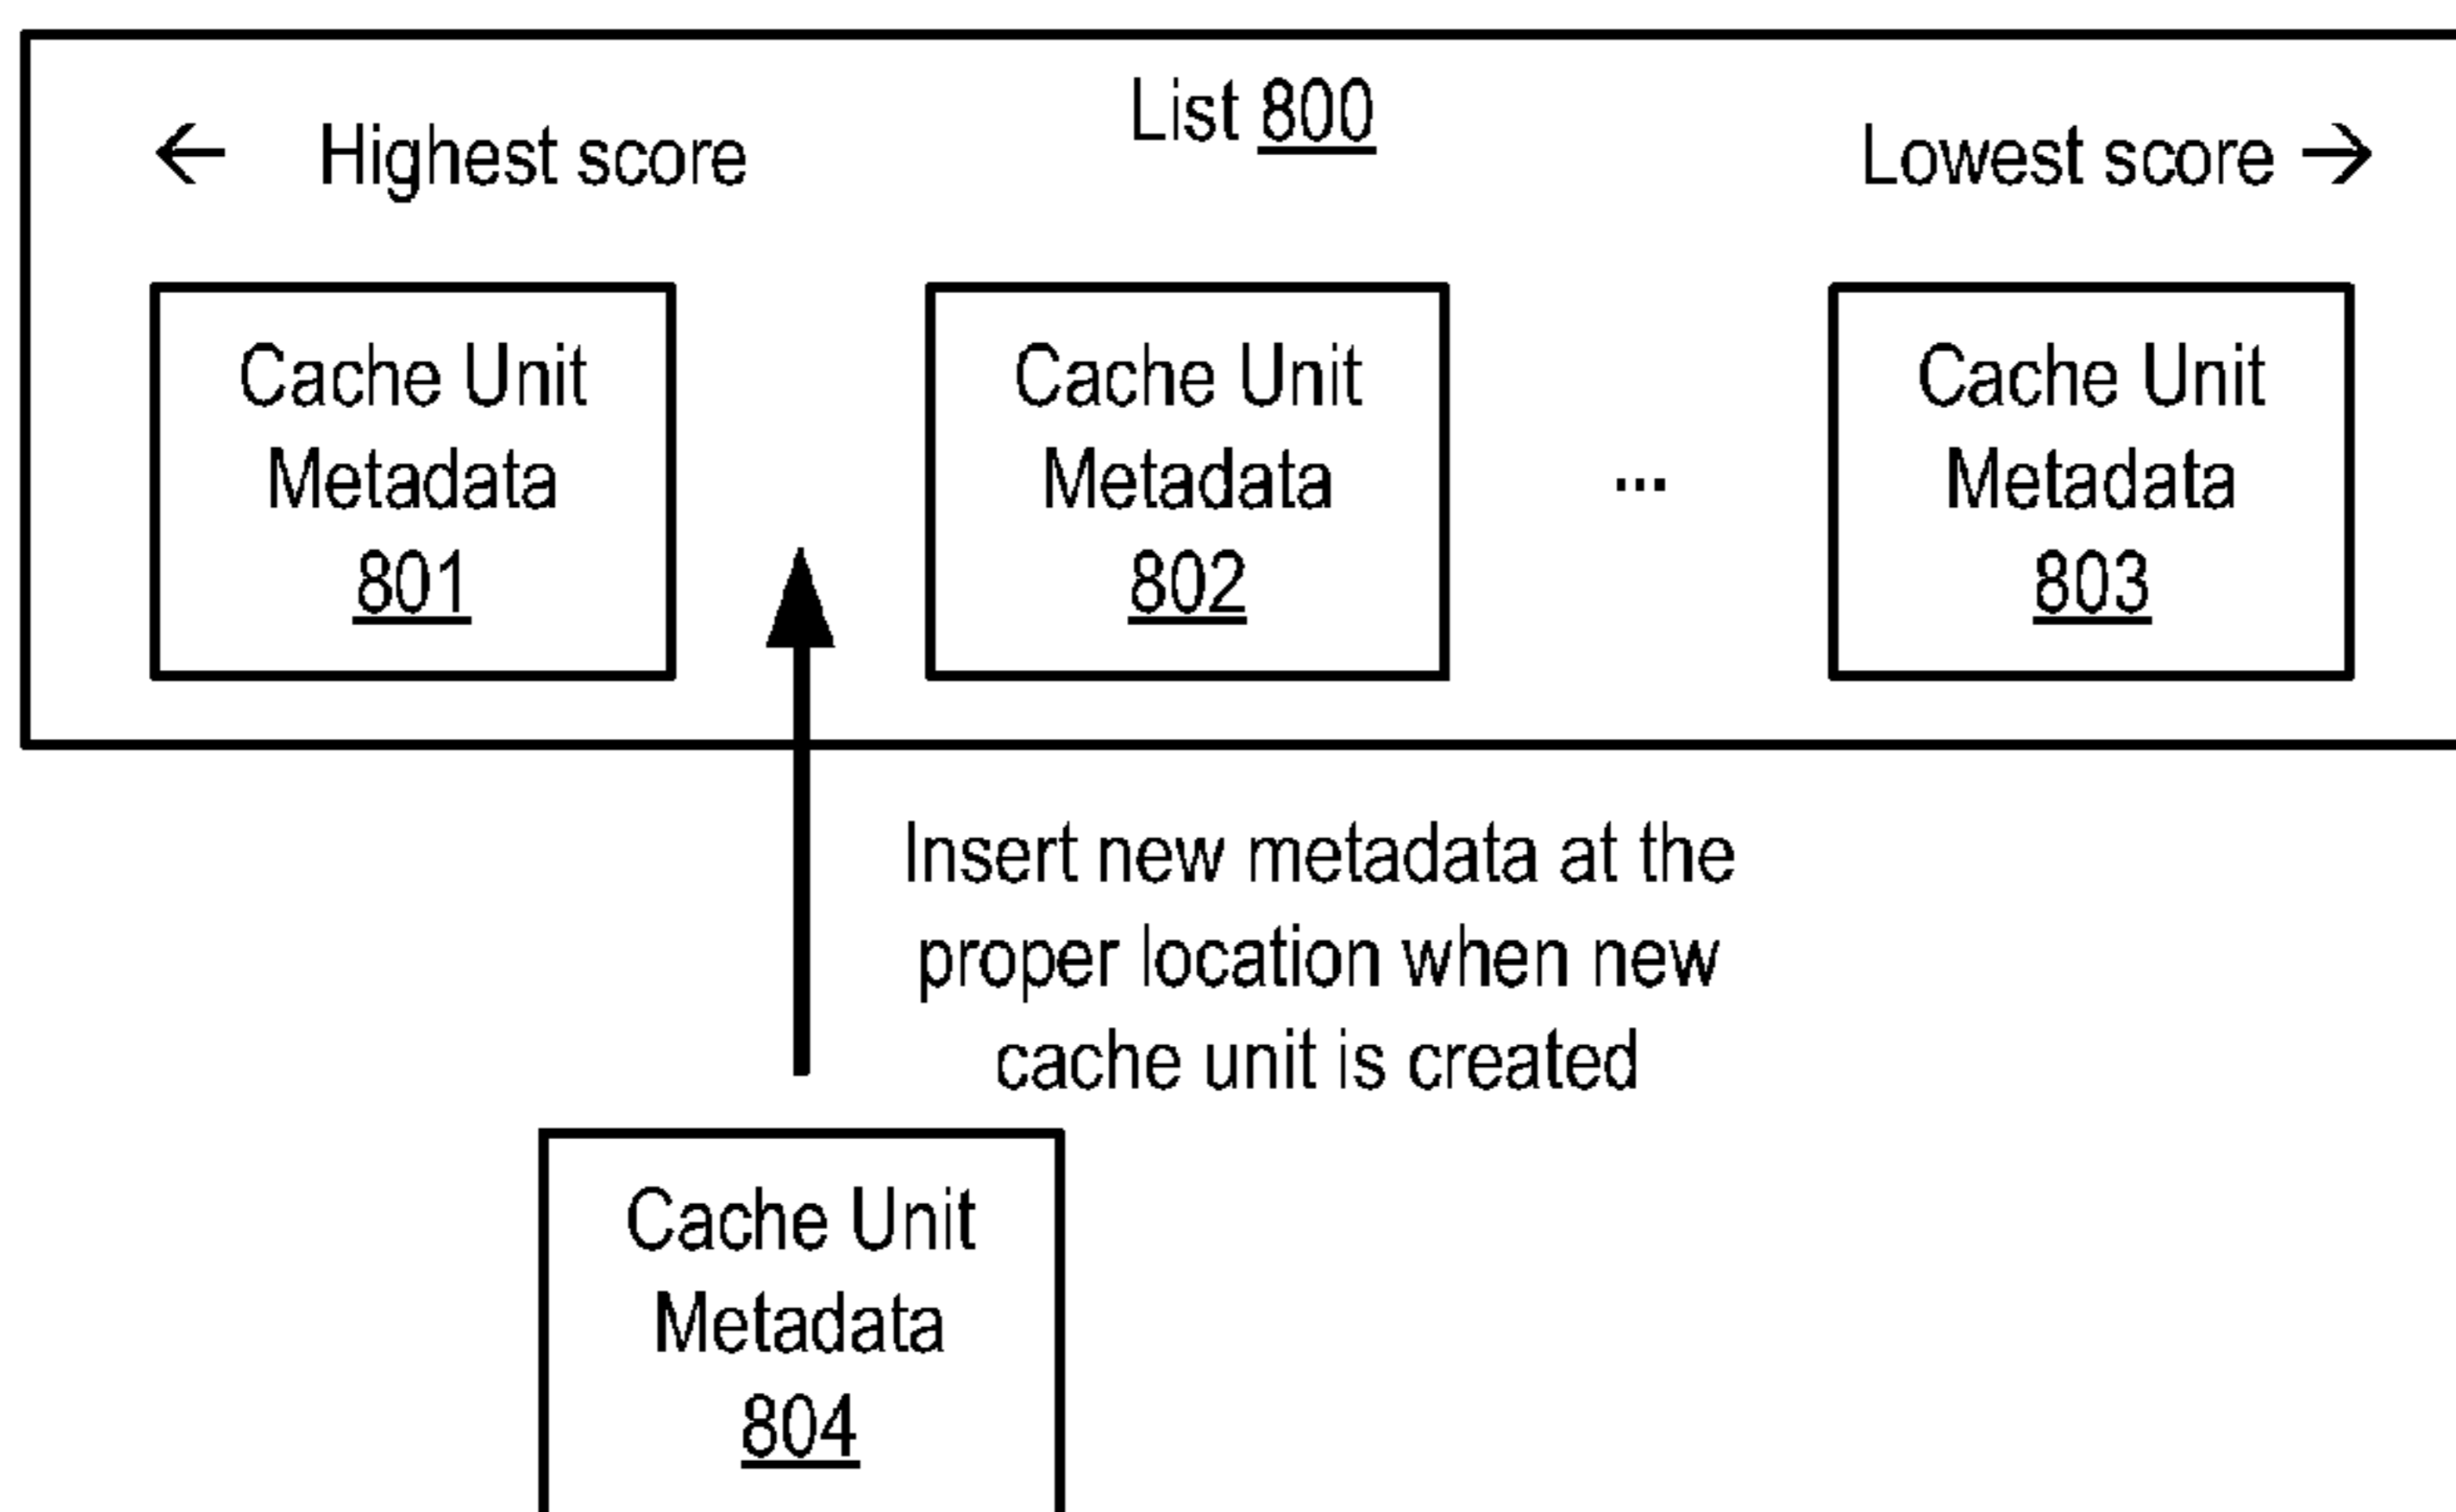 List 800
← Highest score
Lowest score →
Cache Unit
Metadata
801
Cache Unit
Metadata
802
...
Cache Unit
Metadata
803
Insert new metadata at the
proper location when new
cache unit is created
Cache Unit
Metadata
804